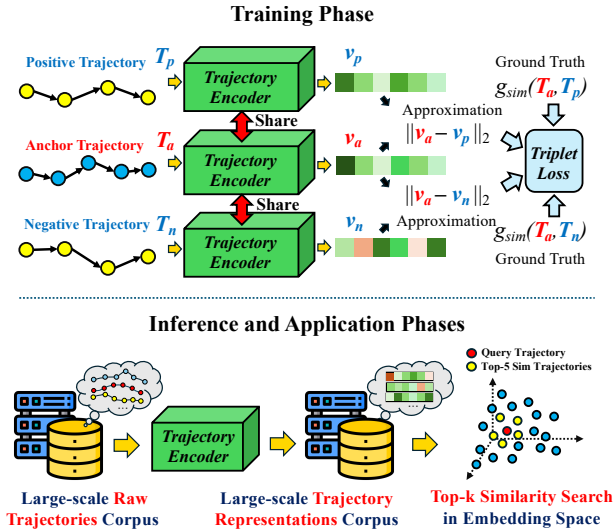 Training Phase
Positive Trajectory
T_p
Trajectory
Encoder
v_p
Ground Truth
g_sim(T_a,T_p)
Share
Approximation
Anchor Trajectory
T_a
Trajectory
Encoder
v_a
||v_a − v_p||_2
Triplet
Loss
||v_a − v_n||_2
Share
Negative Trajectory
T_n
Trajectory
Encoder
v_n
Approximation
g_sim(T_a,T_n)
Ground Truth
Inference and Application Phases
Query Trajectory
Top-5 Sim Trajectories
...
...
Trajectory
Encoder
Large-scale Raw
Trajectories Corpus
Large-scale Trajectory
Representations Corpus
Top-k Similarity Search
in Embedding Space